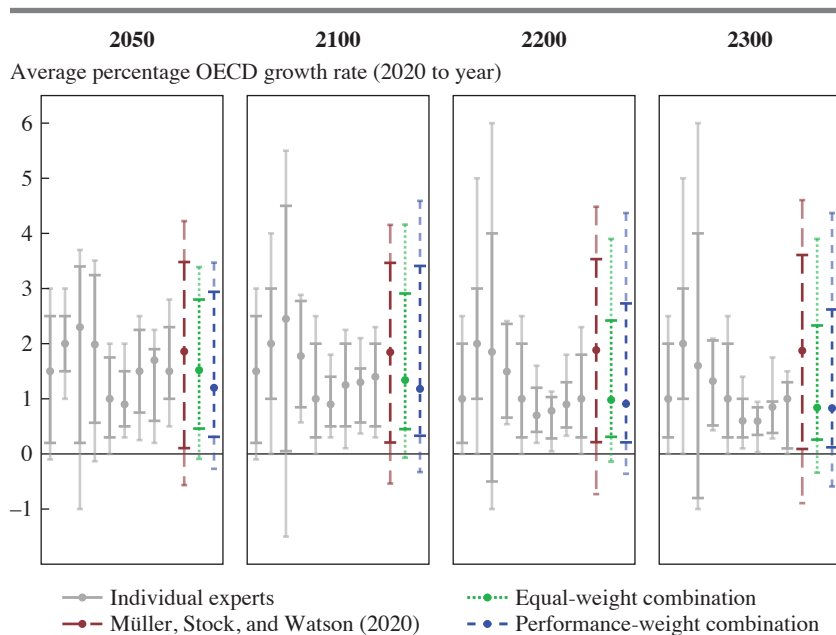 2050 2100 2200 2300
Average percentage OECD growth rate (2020 to year)
6
5
4
3
2
1
0
–1
Individual experts
Müller, Stock, and Watson (2020)
Equal-weight combination
Performance-weight combination